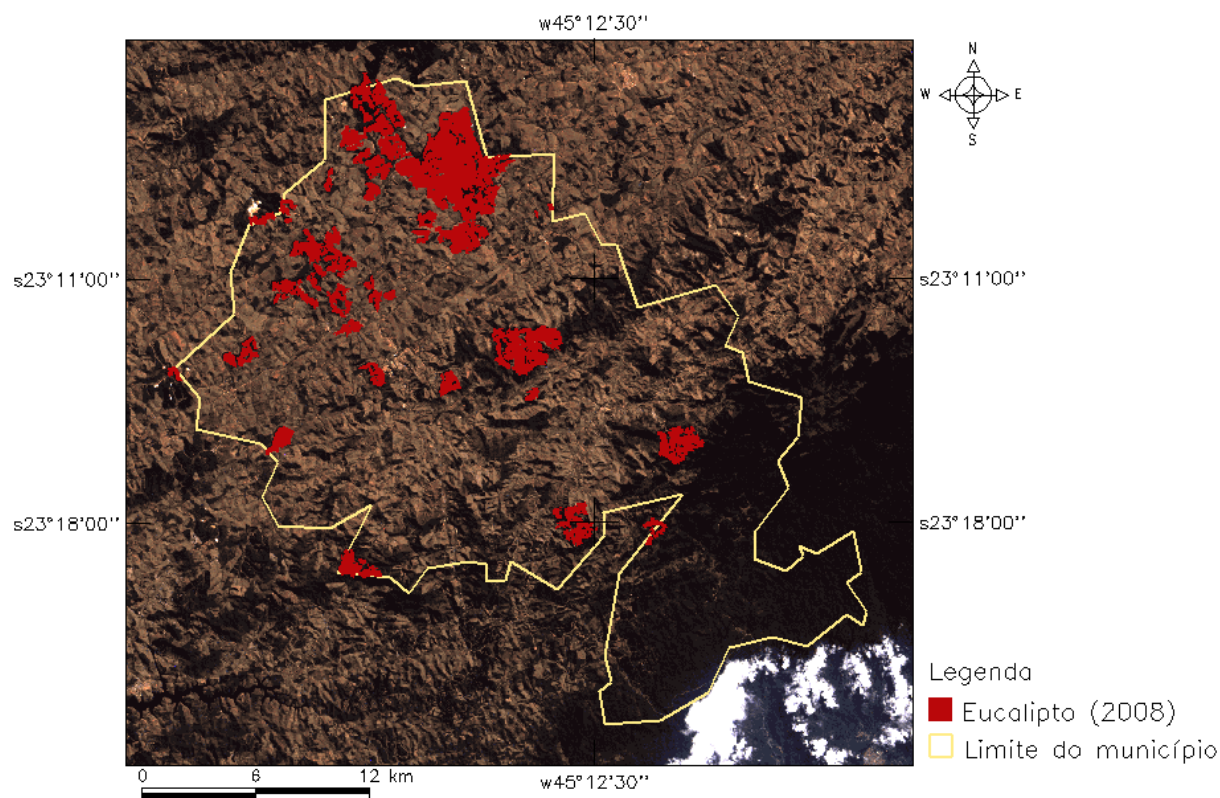 w45°12'30''
N
W
E
S
s23°11'00''
s23°11'00''
s23°18'00''
s23°18'00''
Legenda
Eucalipto (2008)
Limite do município
0 6 12 km
w45°12'30''